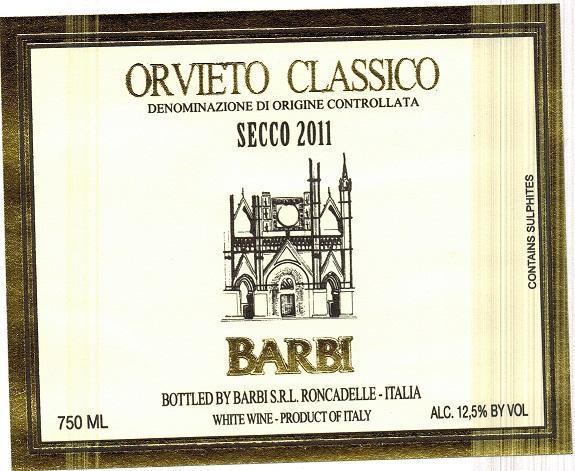 ORVIETO CLASSICO
DENOMINAZIONE DI ORIGINE CONTROLLATA
SECCO 2011
CONTAINS SULPHITES
BARBI
BOTTLED BY BARBI S.R.L. RONCADELLE - ITALIA
WHITE WINE - PRODUCT OF ITALY
750 ML
ALC. 12,5% BY VOL